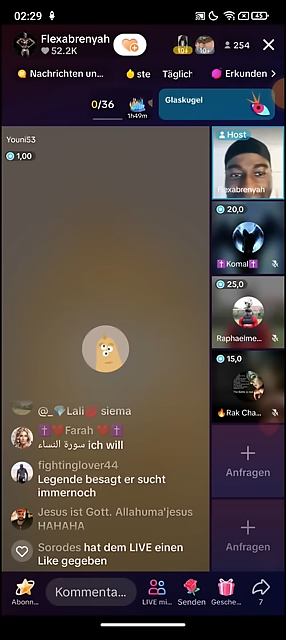 02:29
45
Flexabrenyah
52.2K
10+
10+
254
Nachrichten un...
ste
Täglich
Erkunden >
0/36
1h49m
Glaskugel
Youni53
1,00
Host
Flexabrenyah
20,0
✝️Komal✝️
25,0
Raphaelme...
15,0
🔥Rak Cha...
+
Anfragen
+
Anfragen
@_💎Lali siema
✝️❤️Farah ❤️✝️
سورة النساء ich will
fightinglover44
Legende besagt er sucht
immernoch
Jesus ist Gott. Allahuma'jesus
HAHAHA
Sorodes hat dem LIVE einen
Like gegeben
Abonn...
Kommenta...
LIVE mi...
Senden
Gesche...
7